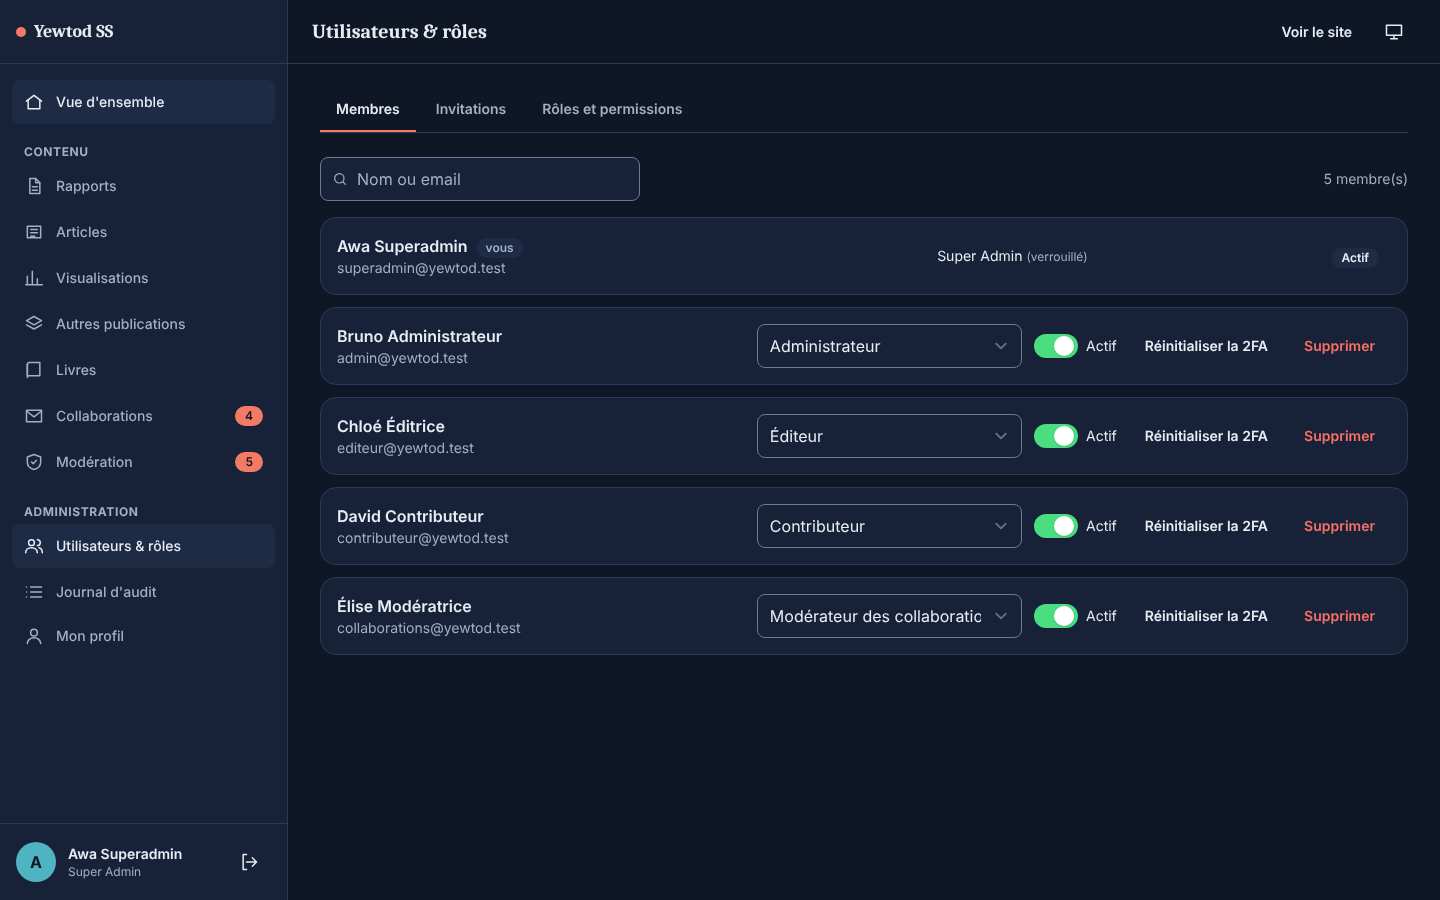 Yewtod SS
Utilisateurs & rôles
Voir le site
Vue d'ensemble
CONTENU
Rapports
Articles
Visualisations
Autres publications
Livres
Collaborations 4
Modération 5
ADMINISTRATION
Utilisateurs & rôles
Journal d'audit
Mon profil
A
Awa Superadmin
Super Admin
Membres Invitations Rôles et permissions
Nom ou email
5 membre(s)
Awa Superadmin vous
superadmin@yewtod.test
Super Admin (verrouillé)
Actif
Bruno Administrateur
admin@yewtod.test
Administrateur
Actif
Réinitialiser la 2FA
Supprimer
Chloé Éditrice
editeur@yewtod.test
Éditeur
Actif
Réinitialiser la 2FA
Supprimer
David Contributeur
contributeur@yewtod.test
Contributeur
Actif
Réinitialiser la 2FA
Supprimer
Élise Modératrice
collaborations@yewtod.test
Modérateur des collaboratic
Actif
Réinitialiser la 2FA
Supprimer